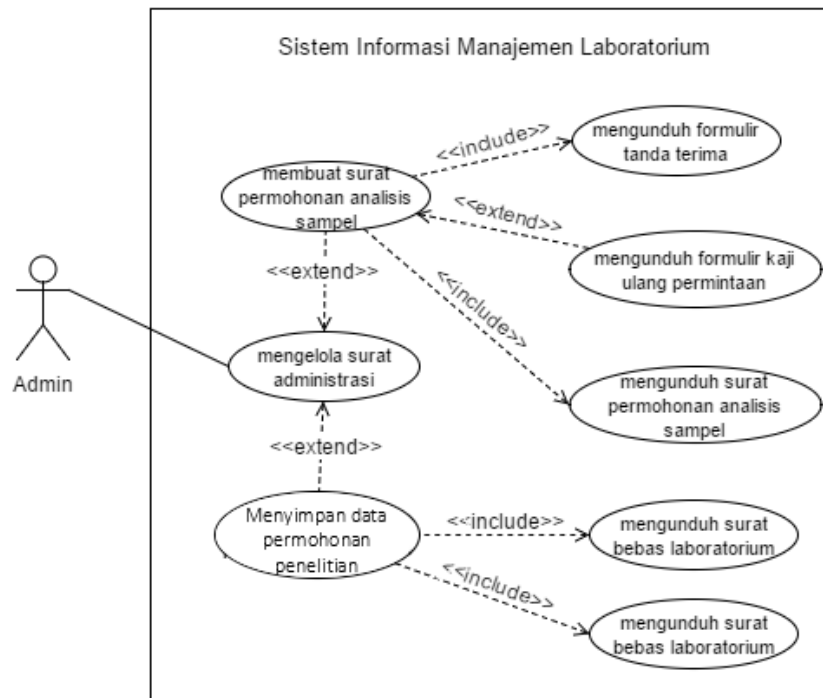 Sistem Informasi Manajemen Laboratorium
<<include>>
mengunduh formulir
tanda terima
membuat surat
permohonan analisis
sampel
<<extend>>
mengunduh formulir kaji
ulang permintaan
<<extend>>
<<include>>
Admin
mengelola surat
administrasi
mengunduh surat
permohonan analisis
sampel
<<extend>>
Menyimpan data
permohonan
penelitian
<<include>>
mengunduh surat
bebas laboratorium
<<include>>
mengunduh surat
bebas laboratorium